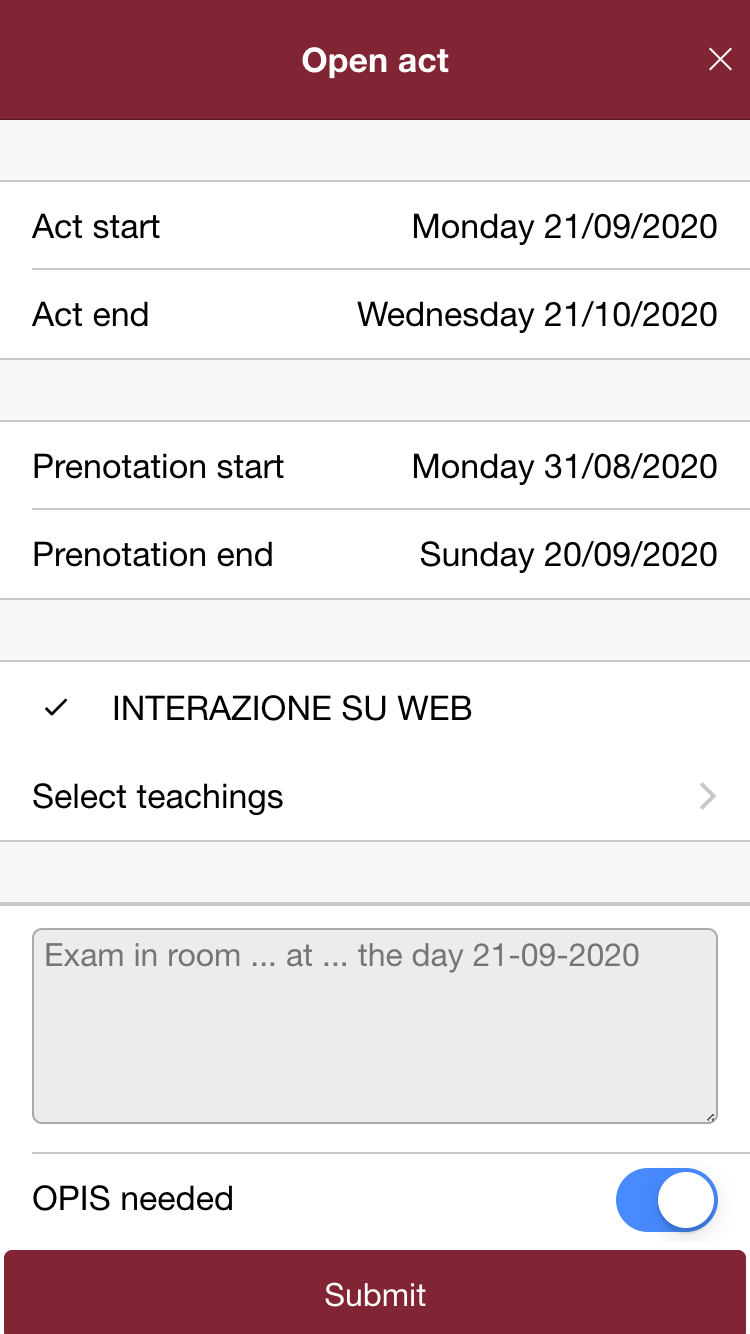 Open act
Act start Monday 21/09/2020
Act end Wednesday 21/10/2020
Prenotation start Monday 31/08/2020
Prenotation end Sunday 20/09/2020
INTERAZIONE SU WEB
Select teachings
Exam in room ... at ... the day 21-09-2020
OPIS needed
Submit